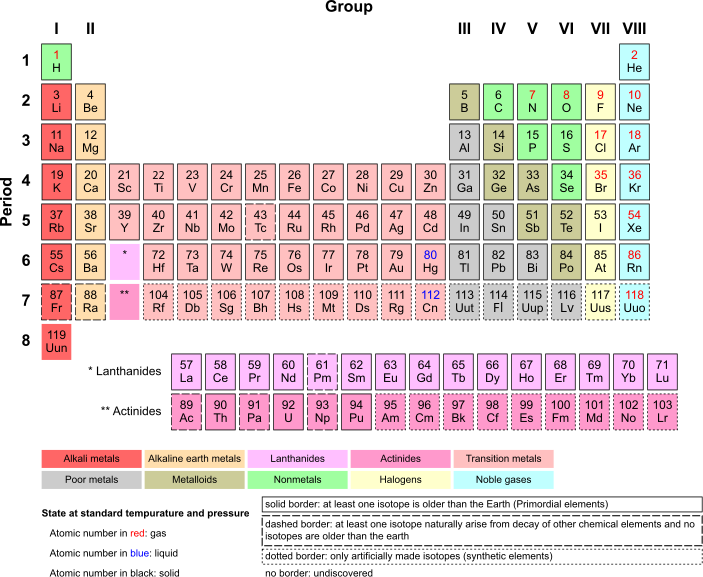 Group
I II III IV V VI VII VIII
Period
1
1 2
H He
2
3 4 5 6 7 8 9 10
Li Be B C N O F Ne
3
11 12 13 14 15 16 17 18
Na Mg Al Si P S Cl Ar
4
19 20 21 22 23 24 25 26 27 28 29 30 31 32 33 34 35 36
K Ca Sc Ti V Cr Mn Fe Co Ni Cu Zn Ga Ge As Se Br Kr
5
37 38 39 40 41 42 43 44 45 46 47 48 49 50 51 52 53 54
Rb Sr Y Zr Nb Mo Tc Ru Rh Pd Ag Cd In Sn Sb Te I Xe
6
55 56 * 72 73 74 75 76 77 78 79 80 81 82 83 84 85 86
Cs Ba Hf Ta W Re Os Ir Pt Au Hg Tl Pb Bi Po At Rn
7
87 88 ** 104 105 106 107 108 109 110 111 112 113 114 115 116 117 118
Fr Ra Rf Db Sg Bh Hs Mt Ds Rg Cn Uut Fl Uup Lv Uus Uuo
8
119
Uun
* Lanthanides
57 58 59 60 61 62 63 64 65 66 67 68 69 70 71
La Ce Pr Nd Pm Sm Eu Gd Tb Dy Ho Er Tm Yb Lu
** Actinides
89 90 91 92 93 94 95 96 97 98 99 100 101 102 103
Ac Th Pa U Np Pu Am Cm Bk Cf Es Fm Md No Lr
Alkali metals Alkaline earth metals Lanthanides Actinides Transition metals
Poor metals Metalloids Nonmetals Halogens Noble gases
State at standard tempurature and pressure
Atomic number in red: gas
Atomic number in blue: liquid
Atomic number in black: solid
solid border: at least one isotope is older than the Earth (Primordial elements)
dashed border: at least one isotope naturally arise from decay of other chemical elements and no
isotopes are older than the earth
dotted border: only artificially made isotopes (synthetic elements)
no border: undiscovered